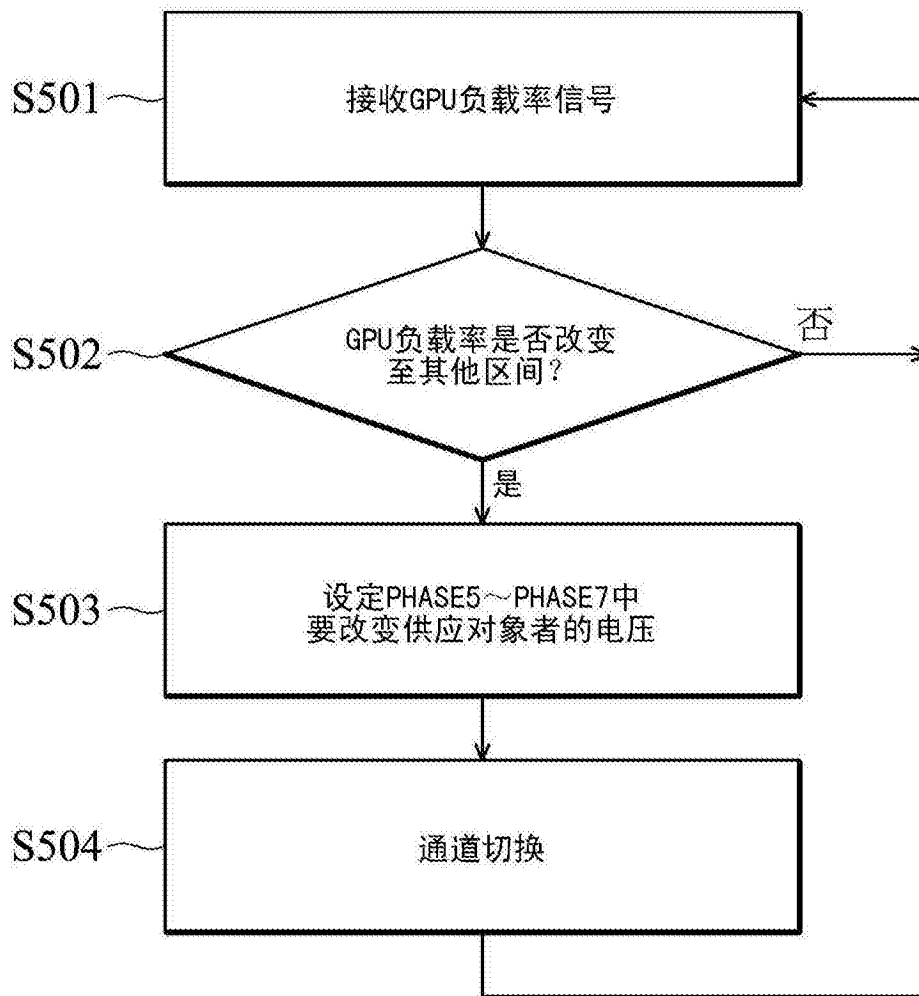 S501
接收GPU负载率信号
S502
GPU负载率是否改变
至其他区间?
否
是
S503
设定PHASE5～PHASE7中
要改变供应对象者的电压
S504
通道切换